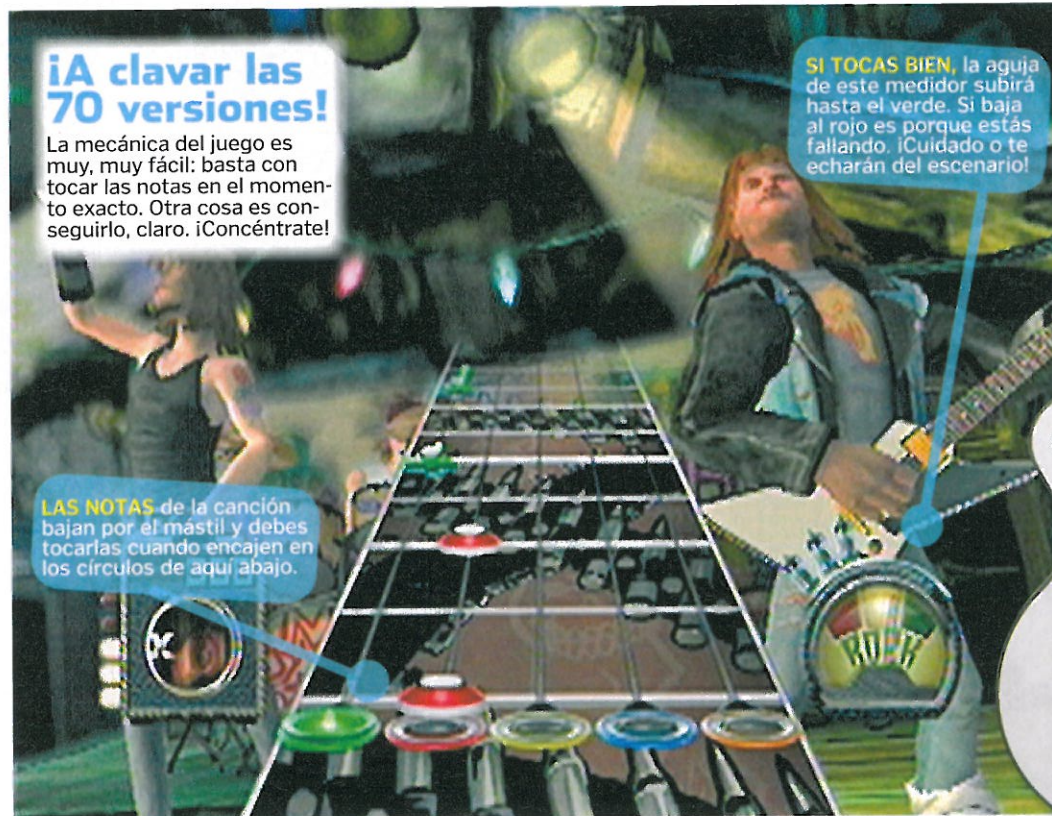 ¡A clavar las
70 versiones!
La mecánica del juego es
muy, muy fácil: basta con
tocar las notas en el momen-
to exacto. Otra cosa es con-
seguirlo, claro. ¡Concéntrate!
SI TOCAS BIEN, la aguja
de este medidor subirá
hasta el verde. Si baja
al rojo es porque estás
fallando. ¡Cuidado o te
echarán del escenario!
LAS NOTAS de la canción
bajan por el mástil y debes
tocarlas cuando encajen en
los círculos de aquí abajo.
ROCK